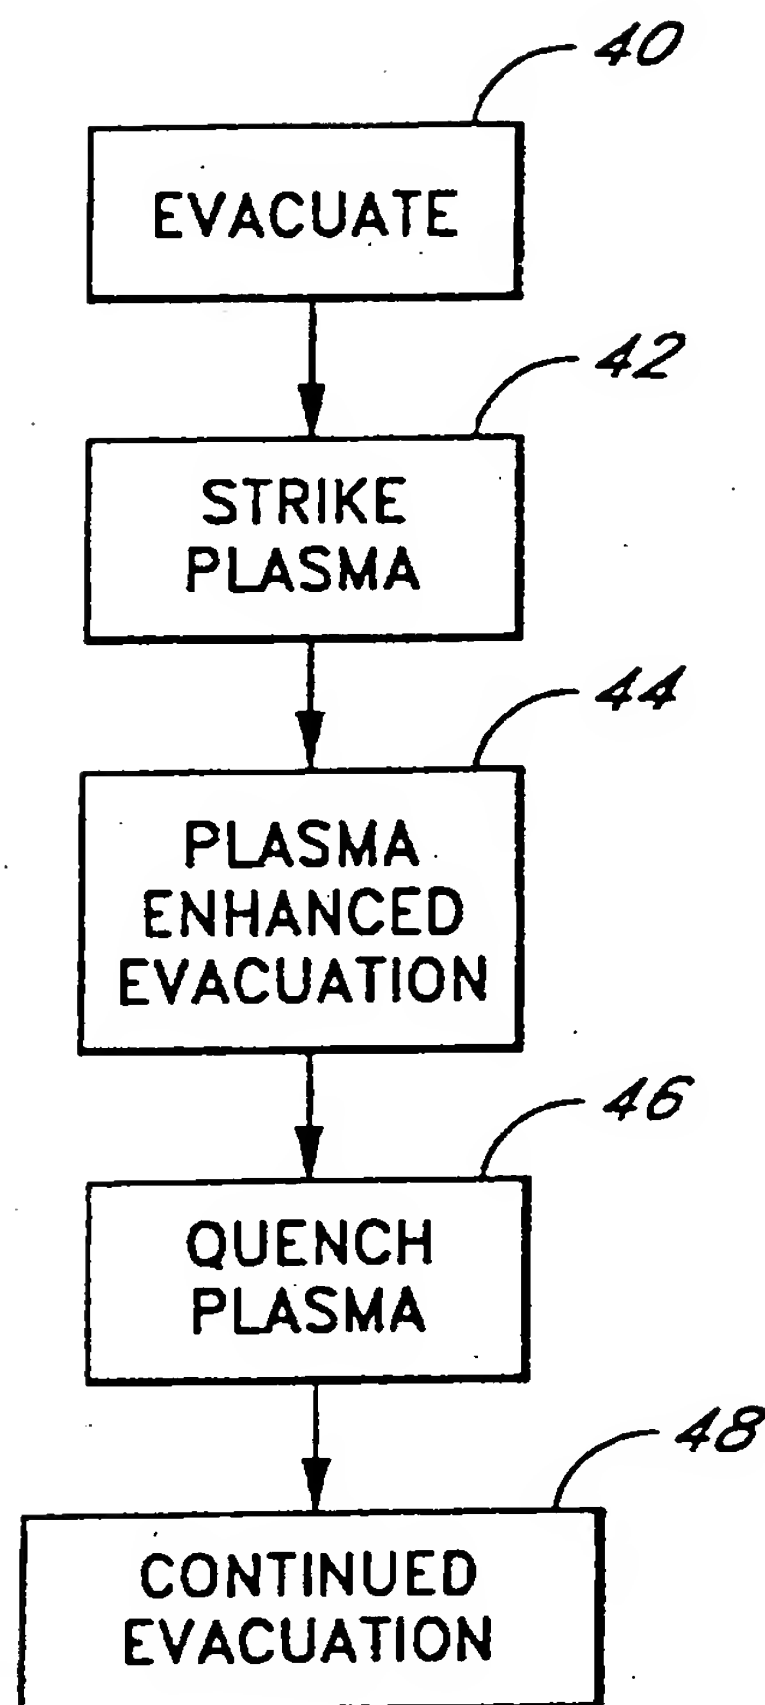 40
EVACUATE
42
STRIKE
PLASMA
44
PLASMA
ENHANCED
EVACUATION
46
QUENCH
PLASMA
48
CONTINUED
EVACUATION